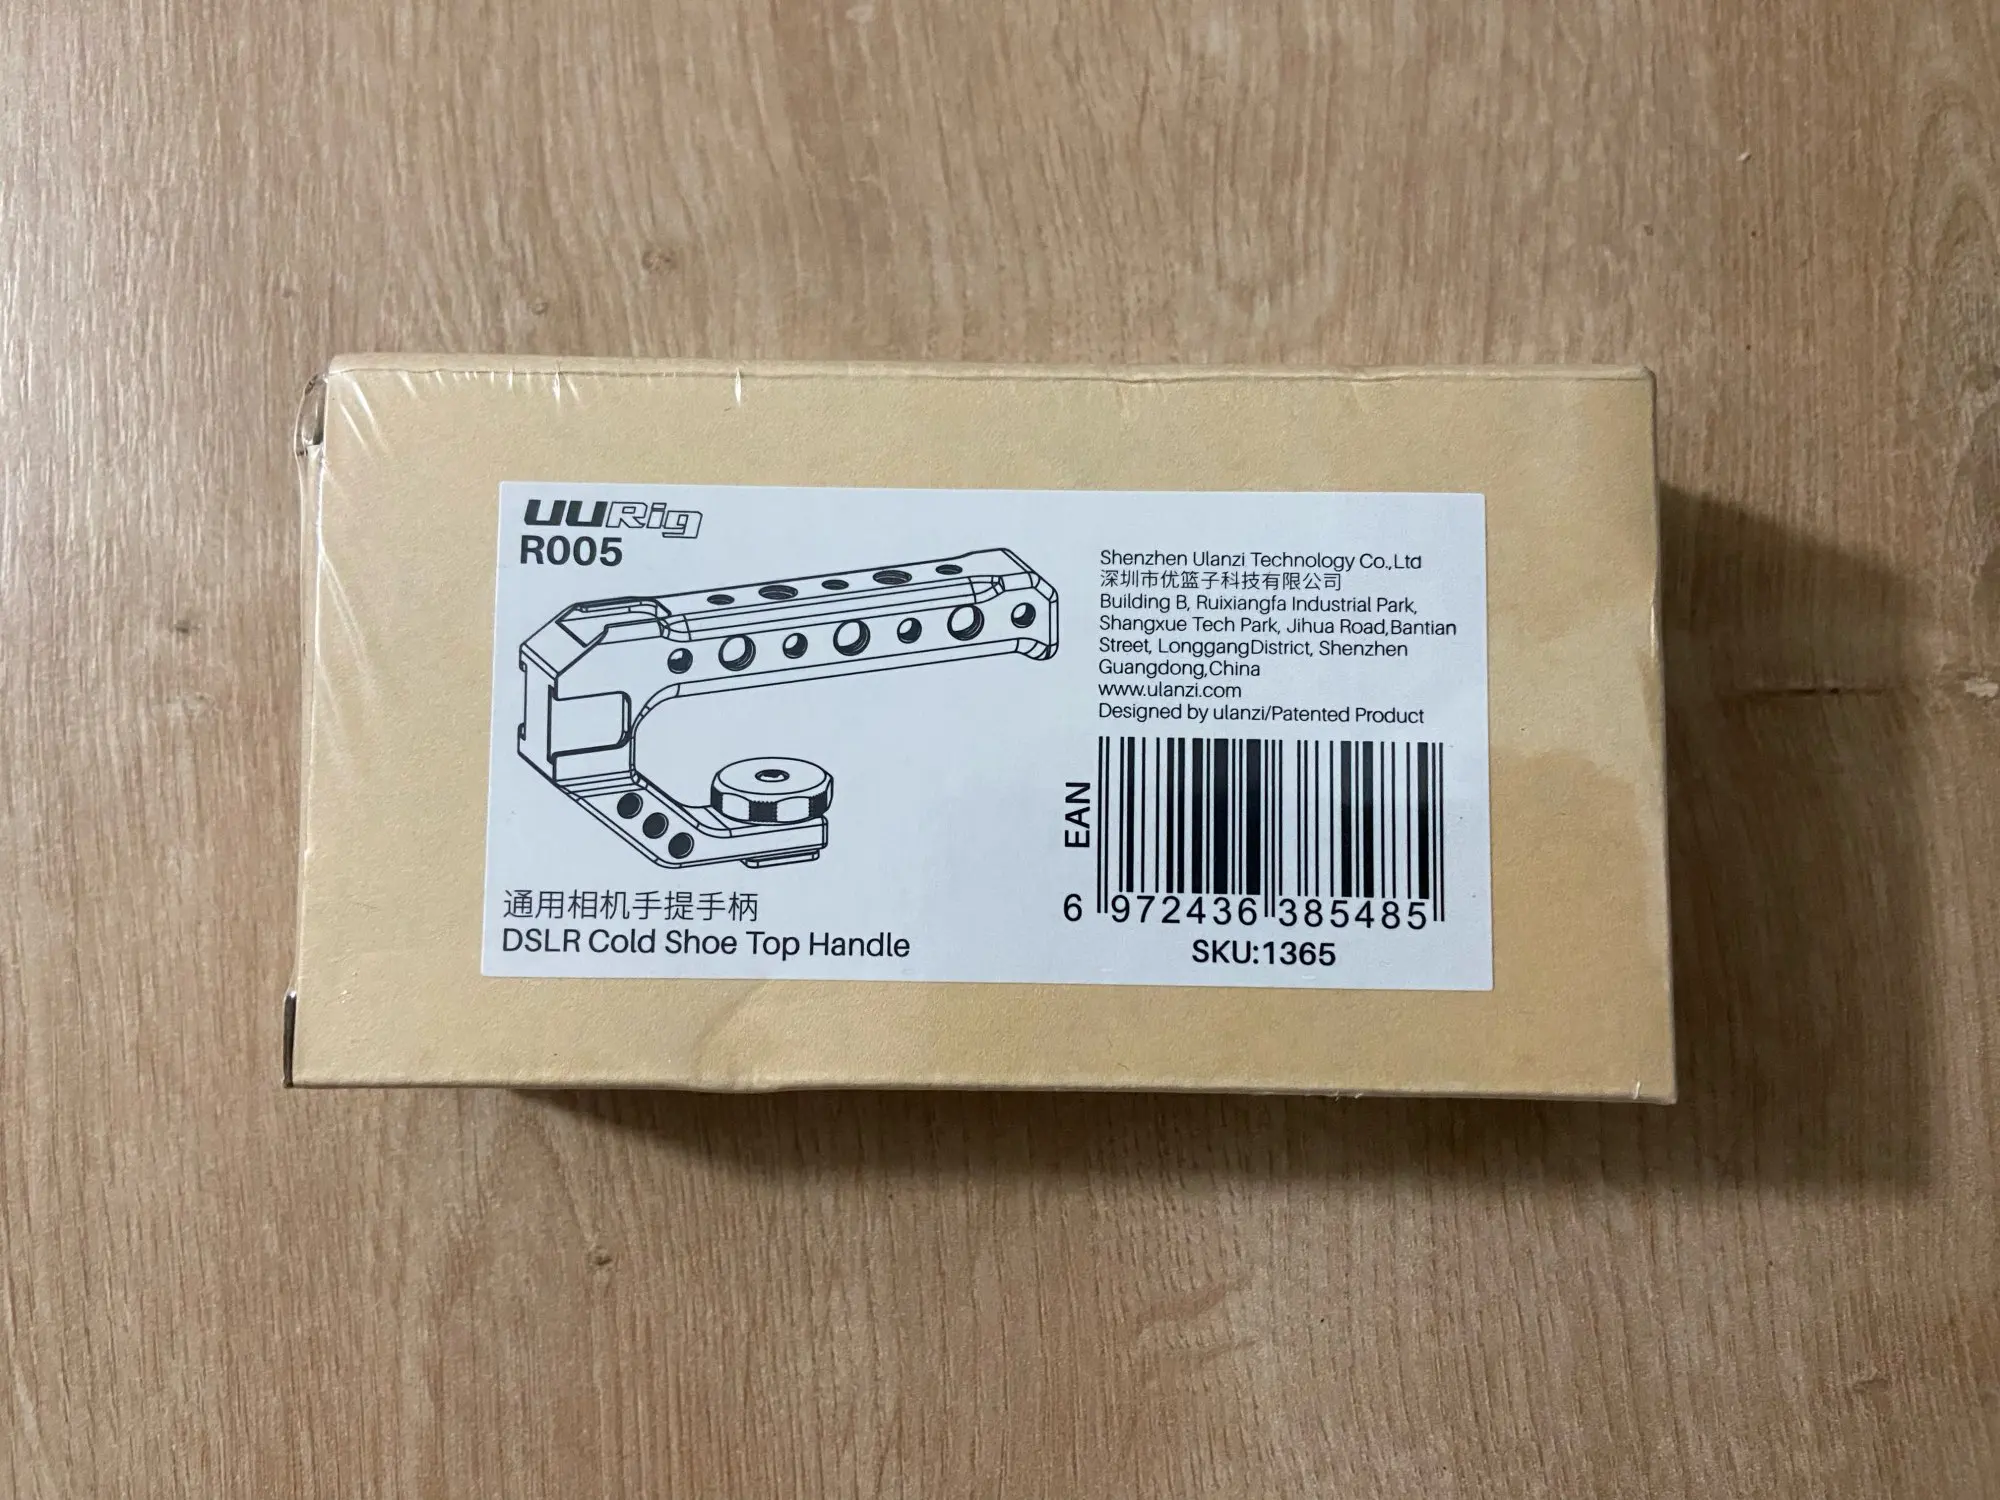 UURig
R005
Shenzhen Ulanzi Technology Co.,Ltd
深圳市优篮子科技有限公司
Building B, Ruixiangfa Industrial Park,
Shangxue Tech Park, Jihua Road,Bantian
Street, LonggangDistrict, Shenzhen
Guangdong,China
www.ulanzi.com
Designed by ulanzi/Patented Product
EAN
6 972436 385485
SKU:1365
通用相机手提手柄
DSLR Cold Shoe Top Handle